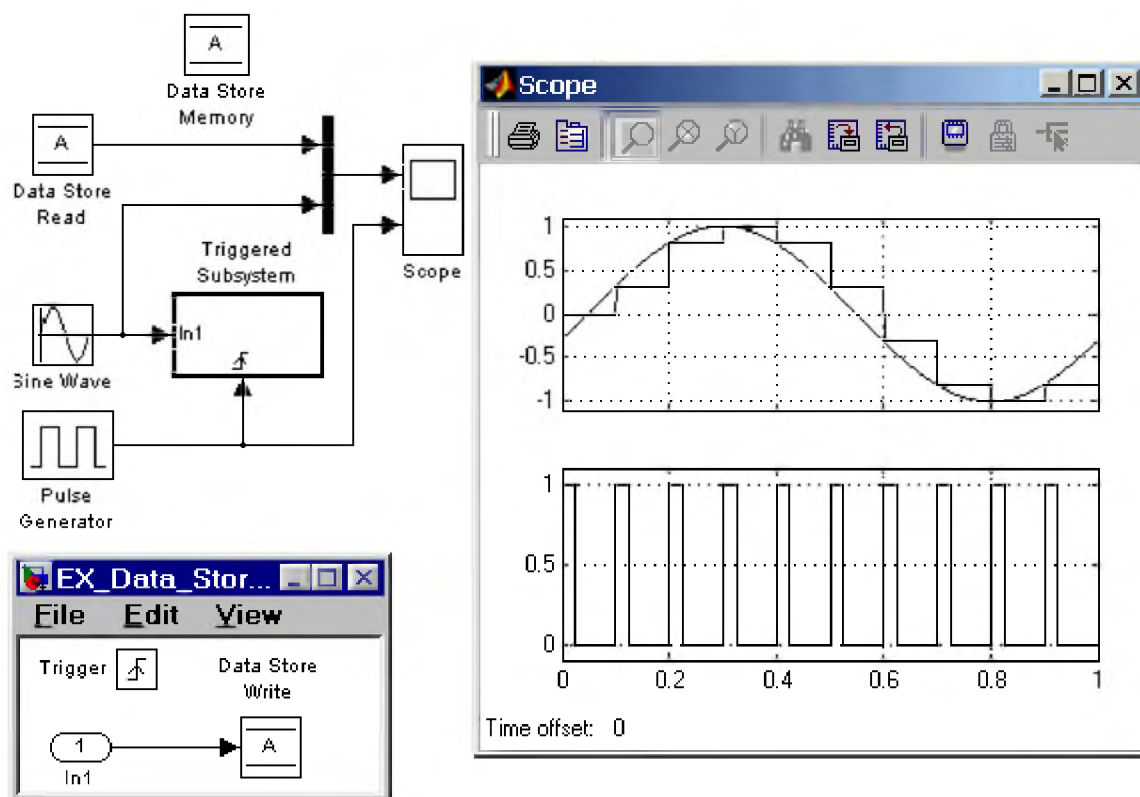 A
Data Store
Memory
A
Data Store
Read
Triggered
Subsystem
In1
Scope
Sine Wave
Pulse
Generator
EX_Data_Stor...
File Edit View
Trigger
Data Store
Write
1
A
In1
Scope
1
0.5
0
-0.5
-1
1
0.5
0
0 0.2 0.4 0.6 0.8 1
Time offset: 0